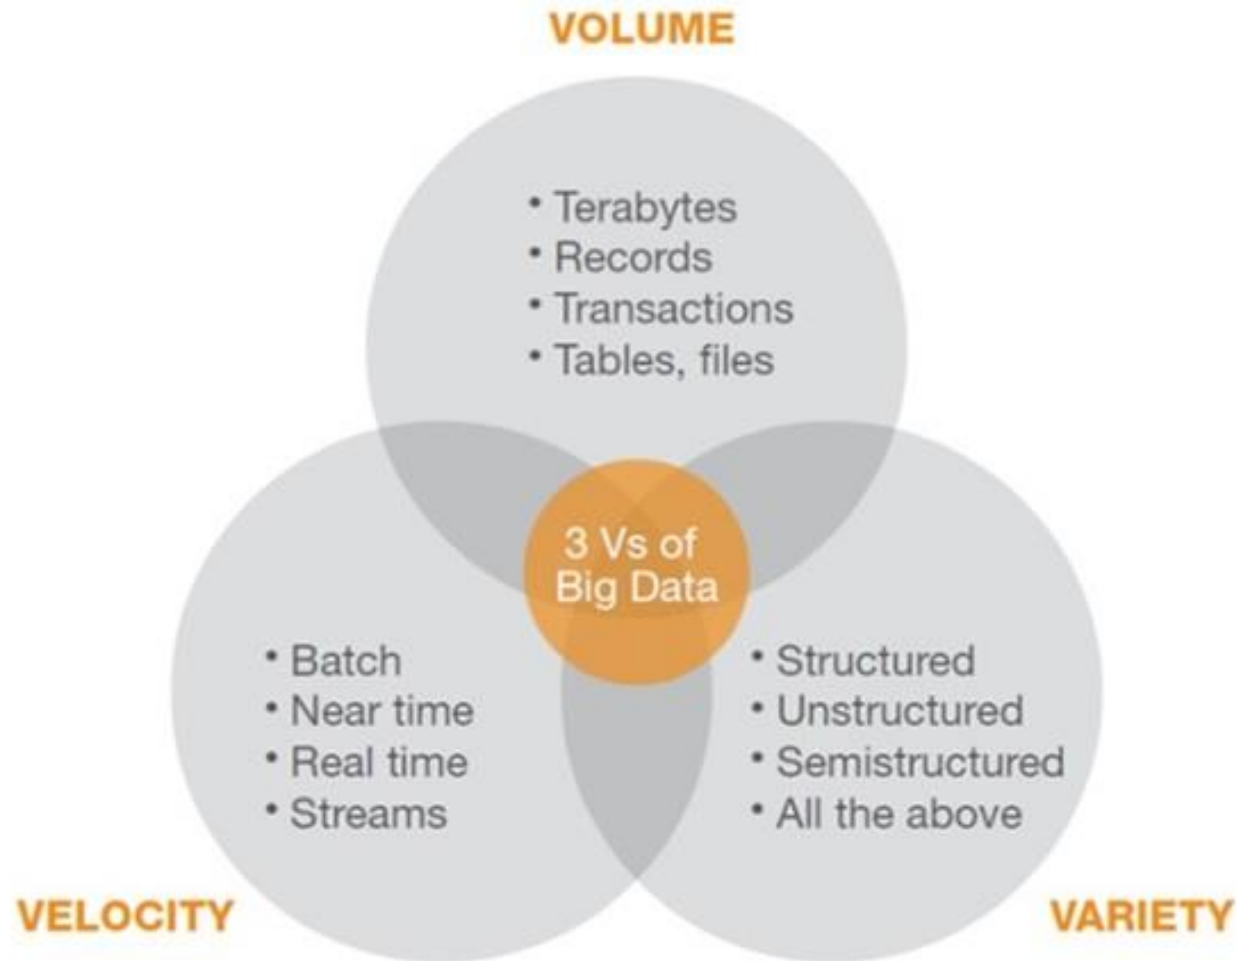 VOLUME
• Terabytes
• Records
• Transactions
• Tables, files
3 Vs of
Big Data
• Batch
• Near time
• Real time
• Streams
• Structured
• Unstructured
• Semistructured
• All the above
VELOCITY
VARIETY